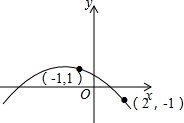 y
(-1,1)
O
x
(2,-1)